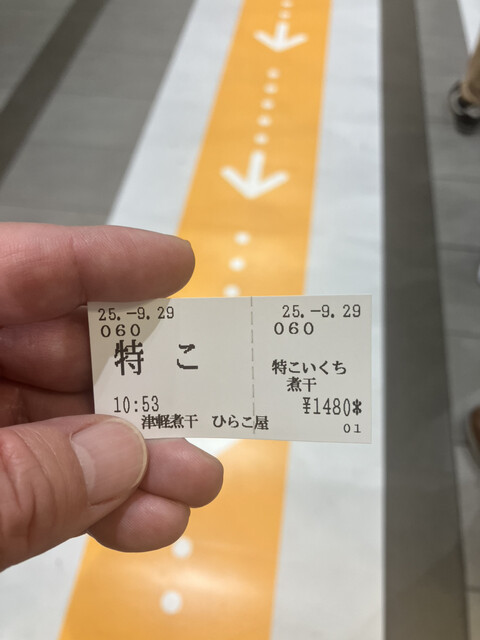 25.-9.29
060
特 こ
10:53
25.-9.29
060
特こいくち
煮干
¥1480*
津軽煮干 ひらこ屋
01